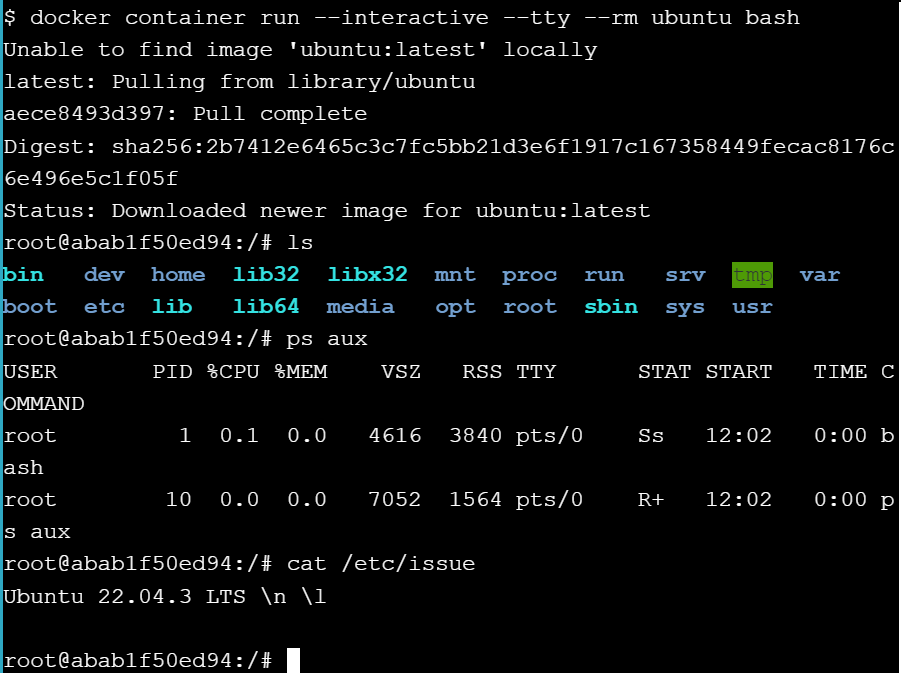 $ docker container run --interactive --tty --rm ubuntu bash
Unable to find image 'ubuntu:latest' locally
latest: Pulling from library/ubuntu
aece8493d397: Pull complete
Digest: sha256:2b7412e6465c3c7fc5bb21d3e6f1917c167358449fecac8176c
6e496e5c1f05f
Status: Downloaded newer image for ubuntu:latest
root@abab1f50ed94:/# ls
bin   dev  home  lib32  libx32  mnt  proc  run   srv  tmp  var
boot  etc  lib   lib64  media   opt  root  sbin  sys  usr
root@abab1f50ed94:/# ps aux
USER       PID %CPU %MEM    VSZ   RSS TTY      STAT START   TIME C
OMMAND
root         1  0.1  0.0   4616  3840 pts/0    Ss   12:02   0:00 b
ash
root        10  0.0  0.0   7052  1564 pts/0    R+   12:02   0:00 p
s aux
root@abab1f50ed94:/# cat /etc/issue
Ubuntu 22.04.3 LTS \n \l
root@abab1f50ed94:/#